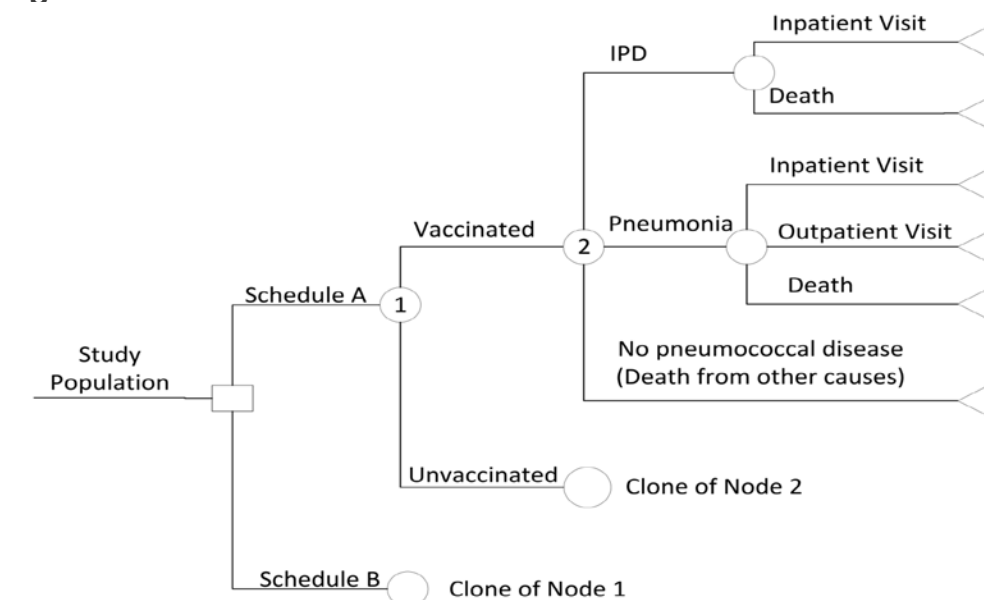 Inpatient Visit
IPD
Death
Inpatient Visit
Vaccinated
Pneumonia
2
Outpatient Visit
Schedule A
1
Death
Study
Population
No pneumococcal disease
(Death from other causes)
Unvaccinated
Clone of Node 2
Schedule B
Clone of Node 1